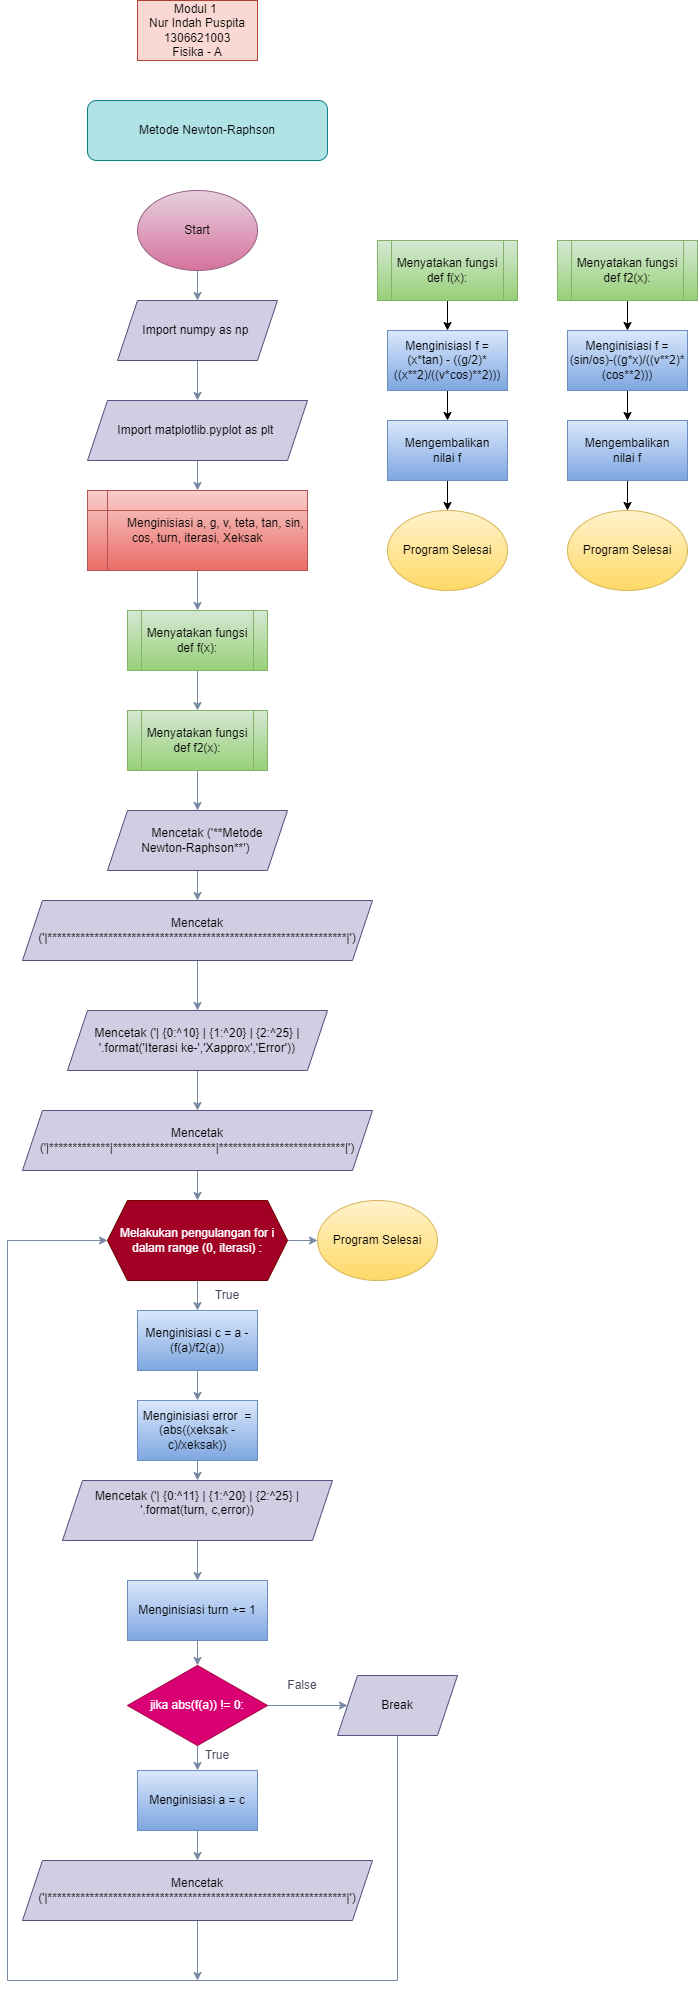 Modul 1
Nur Indah Puspita
1306621003
Fisika - A
Metode Newton-Raphson
Start
Import numpy as np
Import matplotlib.pyplot as plt
Menginisiasi a, g, v, teta, tan, sin,
cos, turn, iterasi, Xeksak
Menyatakan fungsi
def f(x):
Menyatakan fungsi
def f2(x):
Mencetak ('**Metode
Newton-Raphson**')
Mencetak
('|****************************************************************|')
Mencetak ('| {0:^10} | {1:^20} | {2:^25} |
'.format('Iterasi ke-','Xapprox','Error'))
Mencetak
('|*************|**********************|***************************|')
Melakukan pengulangan for i
dalam range (0, iterasi) :
Program Selesai
True
Menginisiasi c = a -
(f(a)/f2(a))
Menginisiasi error =
(abs((xeksak -
c)/xeksak))
Mencetak ('| {0:^11} | {1:^20} | {2:^25} |
'.format(turn, c,error))
Menginisiasi turn += 1
jika abs(f(a)) != 0:
False
Break
True
Menginisiasi a = c
Mencetak
('|****************************************************************|')
Menyatakan fungsi
def f(x):
MenginisiasI f =
(x*tan) - ((g/2)*
((x**2)/((v*cos)**2)))
Mengembalikan
nilai f
Program Selesai
Menyatakan fungsi
def f2(x):
Menginisiasi f =
(sin/os)-((g*x)/((v**2)*
(cos**2)))
Mengembalikan
nilai f
Program Selesai